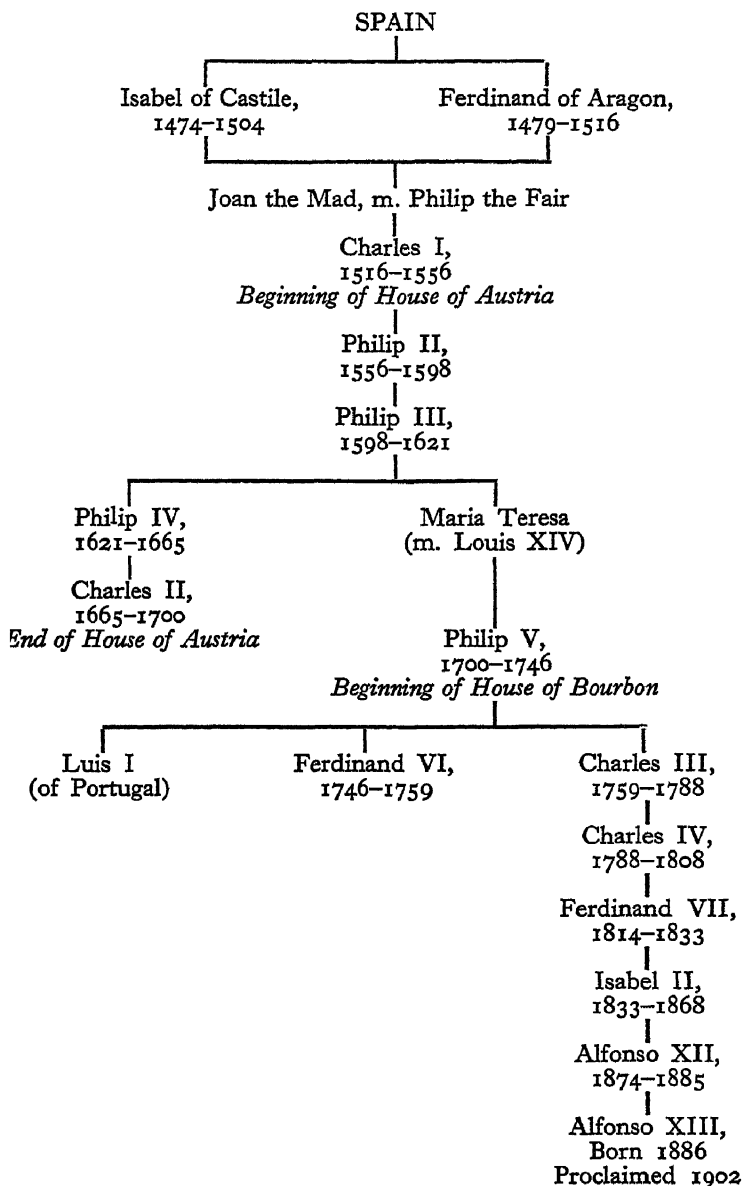 SPAIN
Isabel of Castile,
1474–1504
Ferdinand of Aragon,
1479–1516
Joan the Mad, m. Philip the Fair
Charles I,
1516–1556
Beginning of House of Austria
Philip II,
1556–1598
Philip III,
1598–1621
Philip IV,
1621–1665
Maria Teresa
(m. Louis XIV)
Charles II,
1665–1700
End of House of Austria
Philip V,
1700–1746
Beginning of House of Bourbon
Luis I
(of Portugal)
Ferdinand VI,
1746–1759
Charles III,
1759–1788
Charles IV,
1788–1808
Ferdinand VII,
1814–1833
Isabel II,
1833–1868
Alfonso XII,
1874–1885
Alfonso XIII,
Born 1886
Proclaimed 1902